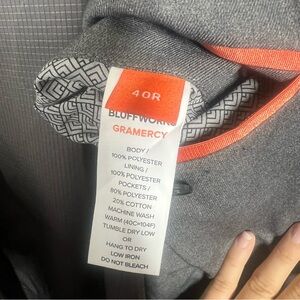 40R
BLUFFWORKS
GRAMERCY
BODY /
100% POLYESTER
LINING /
100% POLYESTER
POCKETS /
80% POLYESTER
20% COTTON
MACHINE WASH
WARM (40C=104F)
TUMBLE DRY LOW
OR
HANG TO DRY
LOW IRON
DO NOT BLEACH